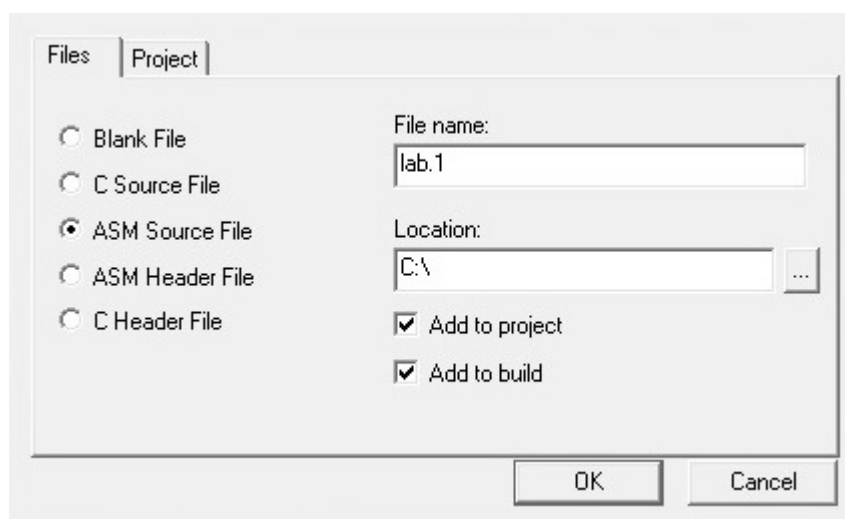 Files
Project
Blank File
C Source File
ASM Source File
ASM Header File
C Header File
File name:
lab.1
Location:
C:\
...
Add to project
Add to build
OK
Cancel